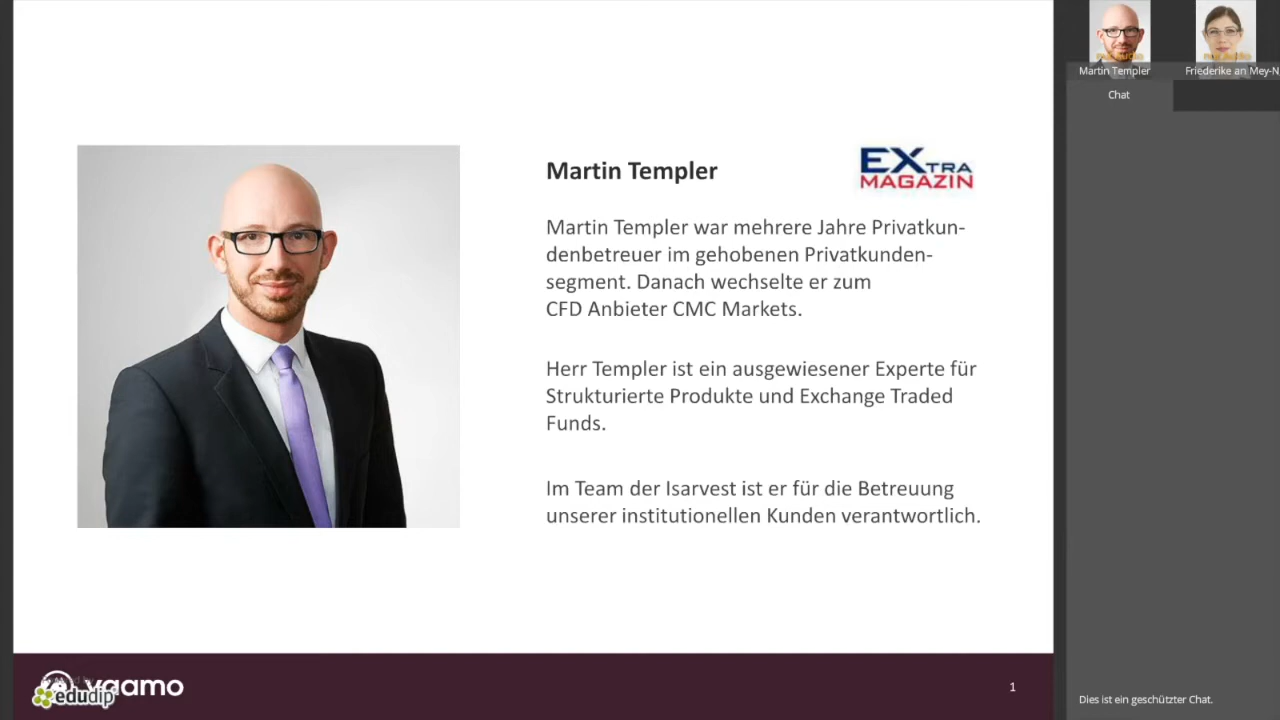 Martin Templer
EXTRA
MAGAZIN
Martin Templer war mehrere Jahre Privatkun-
denbetreuer im gehobenen Privatkunden-
segment. Danach wechselte er zum
CFD Anbieter CMC Markets.
Herr Templer ist ein ausgewiesener Experte für
Strukturierte Produkte und Exchange Traded
Funds.
Im Team der Isarvest ist er für die Betreuung
unserer institutionellen Kunden verantwortlich.
vaamo
edudip
1
Martin Templer
Friederike an Mey-N
Chat
Dies ist ein geschützter Chat.